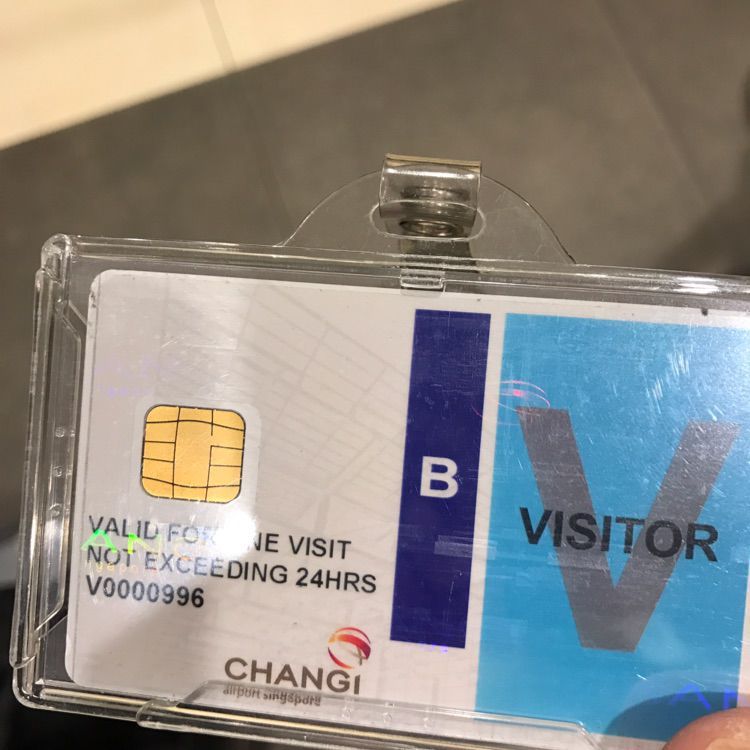 VALID FOR ONE VISIT
NOT EXCEEDING 24HRS
V0000996
CHANGI
airport singapore
B
V
VISITOR